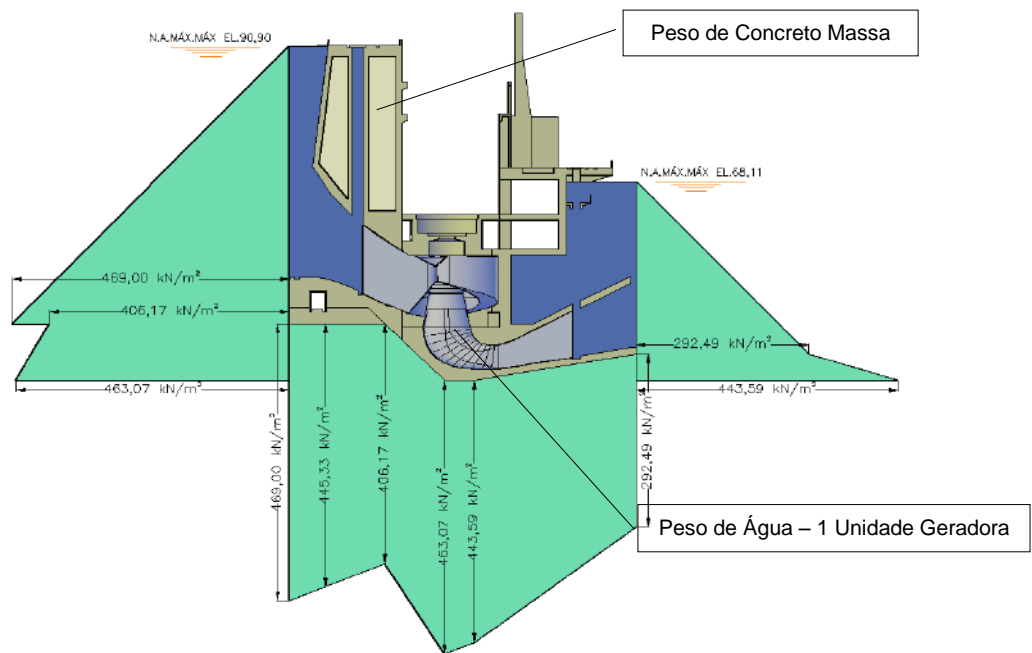 Peso de Concreto Massa
N.A.MÁX.MÁX EL.90,90
N.A.MÁX.MÁX EL.68,11
469,00 kN/m²
406,17 kN/m²
292,49 kN/m²
463,07 kN/m²
443,59 kN/m²
469,00 kN/m²
445,33 kN/m²
406,17 kN/m²
463,07 kN/m²
443,59 kN/m²
292,49 kN/m²
Peso de Água – 1 Unidade Geradora